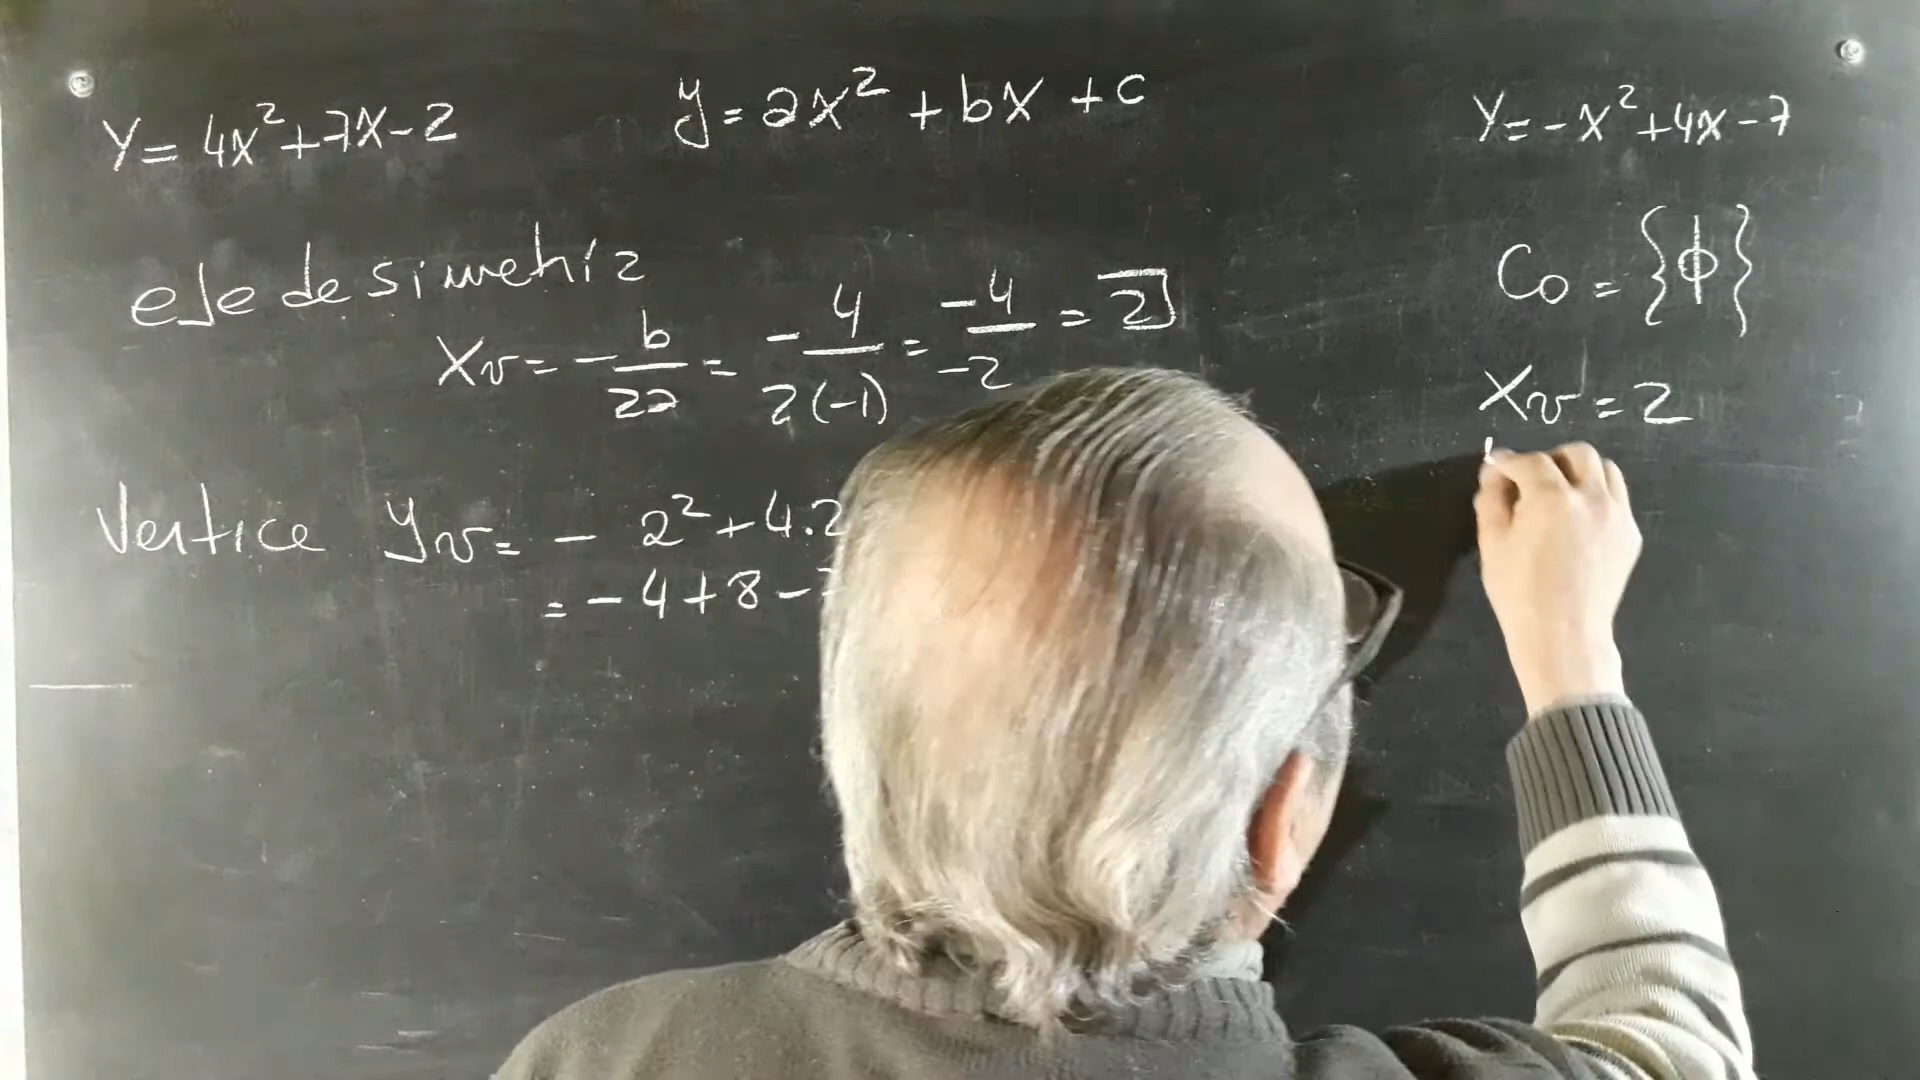 Y= 4x²+7x-2
y=ax²+bx+c
Y=-x²+4x-7
eje de simetría
Xv= -b/2a = -4/2(-1) = -4/-2 = 2
Vertice Yv= - 2²+4.2
= -4+8-
Co={ϕ}
Xv=2